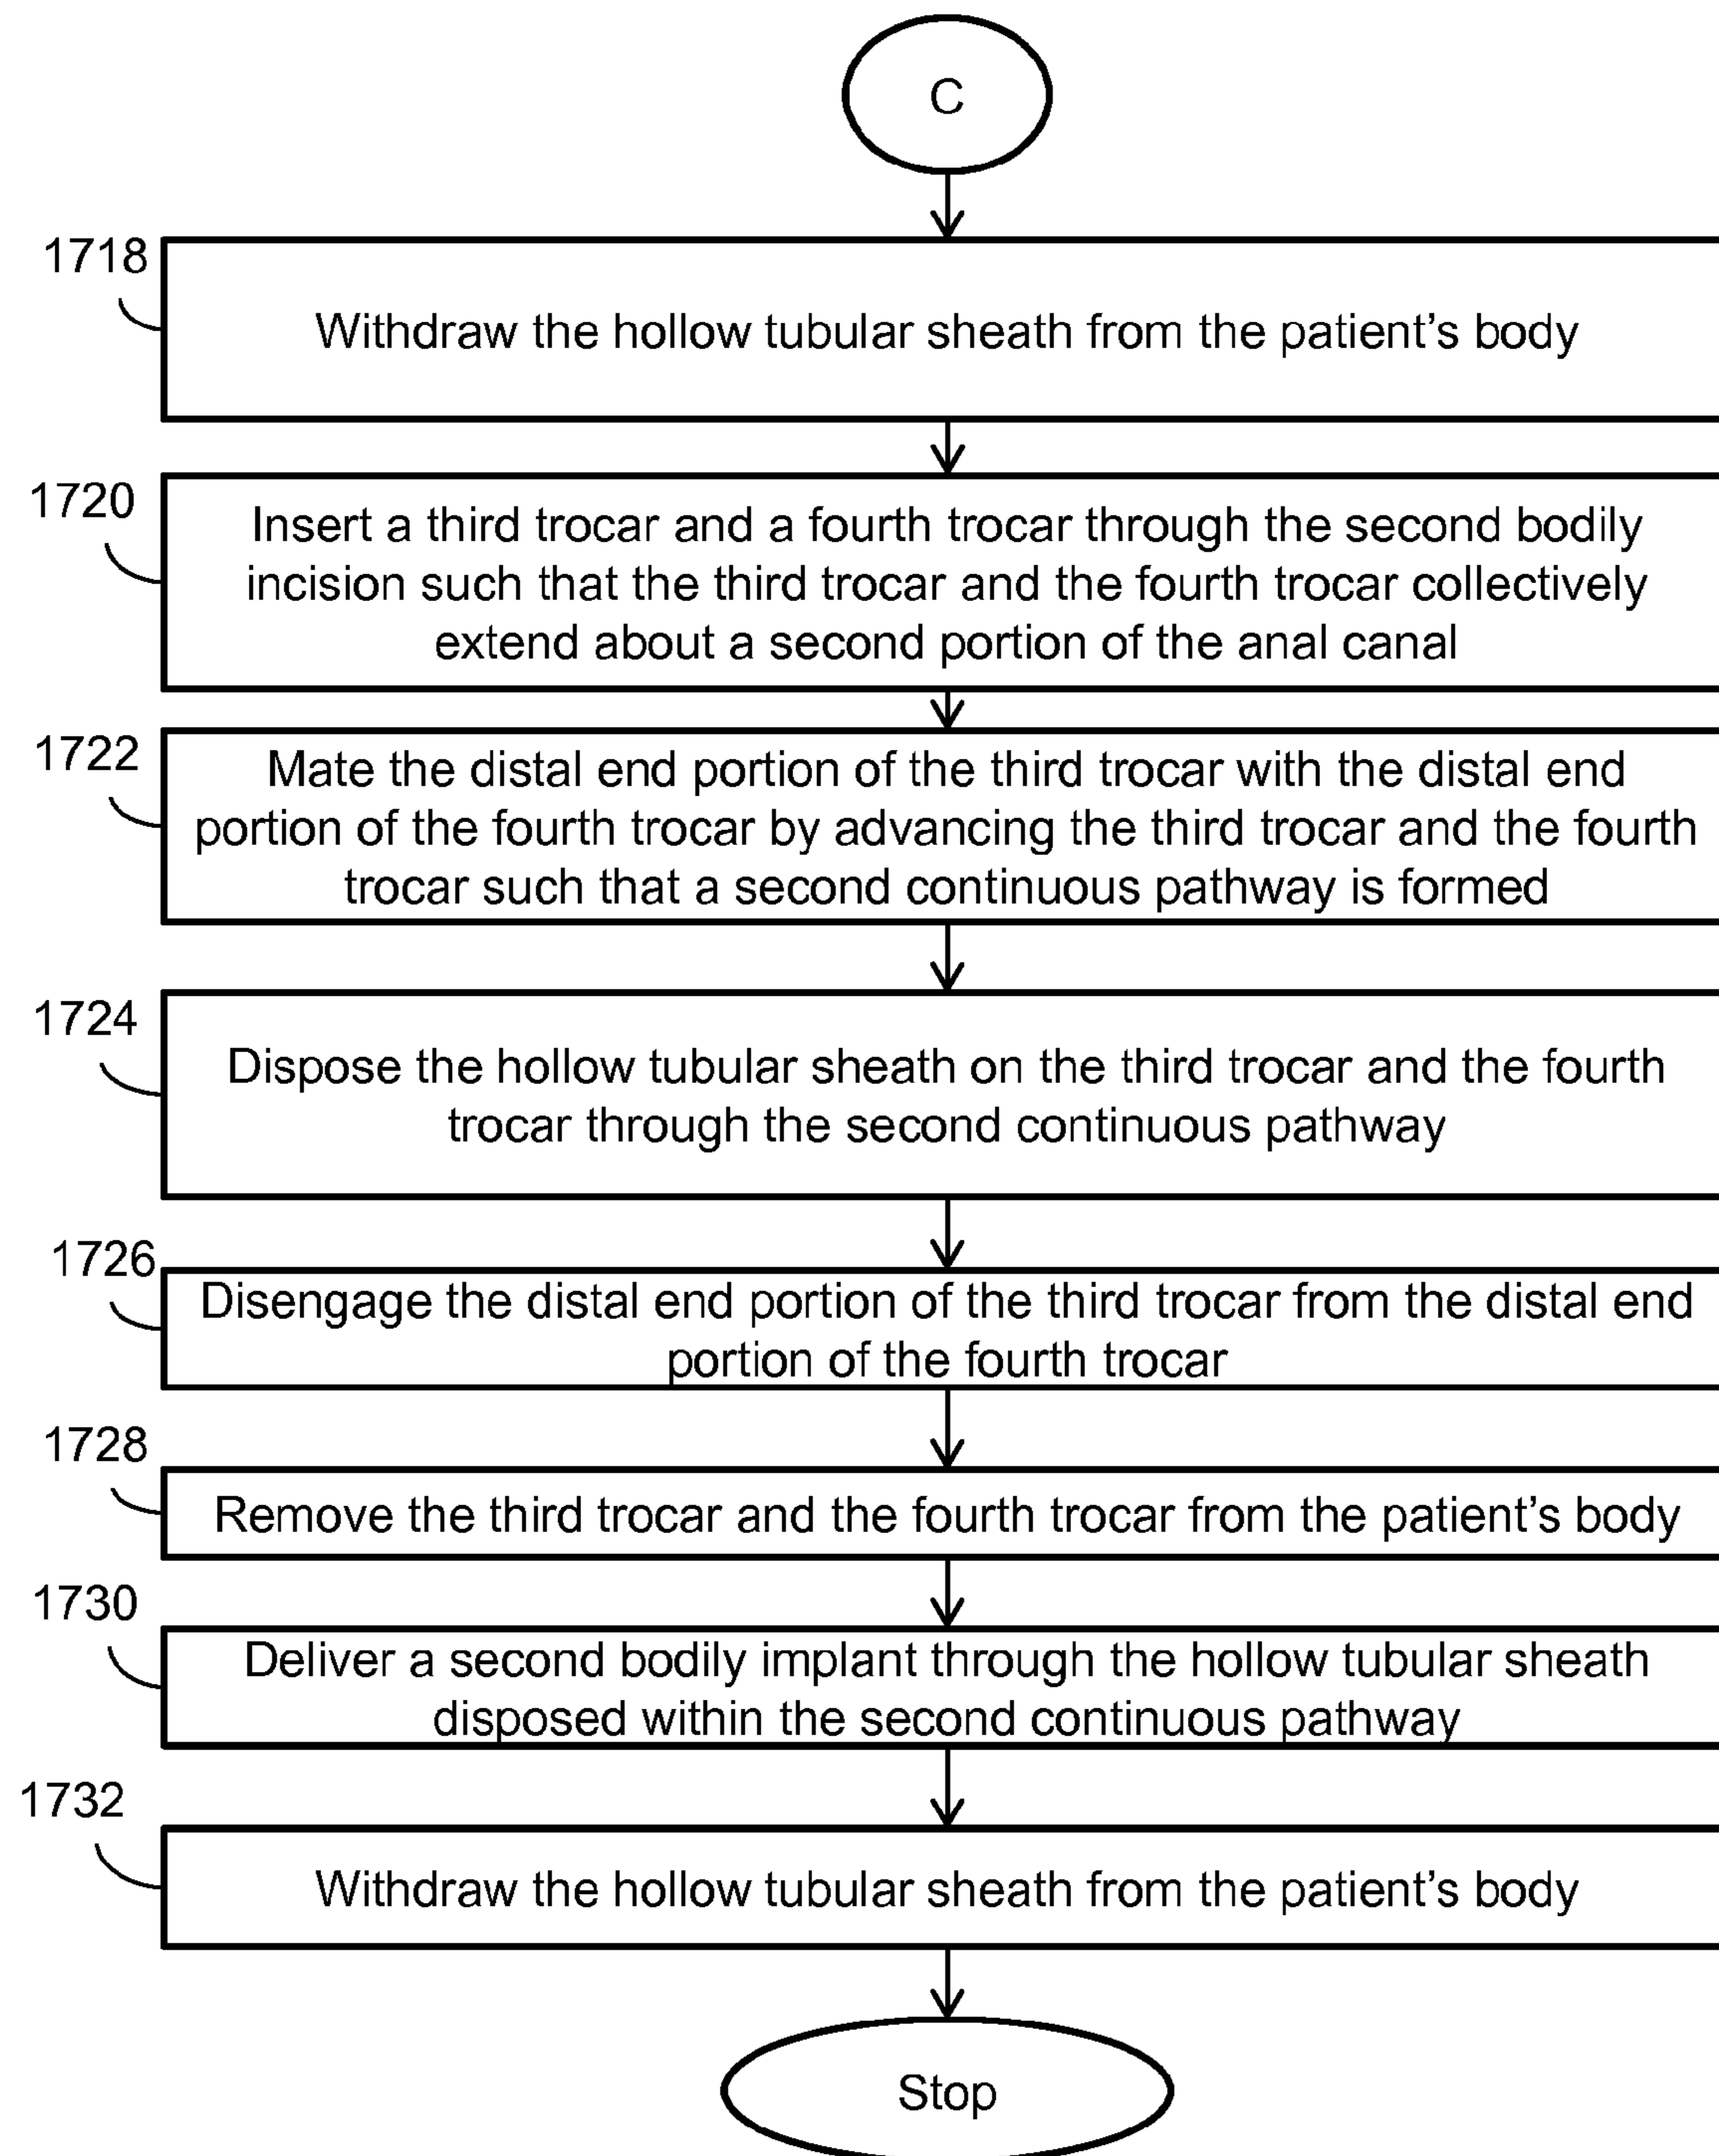 C
1718
Withdraw the hollow tubular sheath from the patient's body
1720
Insert a third trocar and a fourth trocar through the second bodily
incision such that the third trocar and the fourth trocar collectively
extend about a second portion of the anal canal
1722
Mate the distal end portion of the third trocar with the distal end
portion of the fourth trocar by advancing the third trocar and the fourth
trocar such that a second continuous pathway is formed
1724
Dispose the hollow tubular sheath on the third trocar and the fourth
trocar through the second continuous pathway
1726
Disengage the distal end portion of the third trocar from the distal end
portion of the fourth trocar
1728
Remove the third trocar and the fourth trocar from the patient's body
1730
Deliver a second bodily implant through the hollow tubular sheath
disposed within the second continuous pathway
1732
Withdraw the hollow tubular sheath from the patient's body
Stop